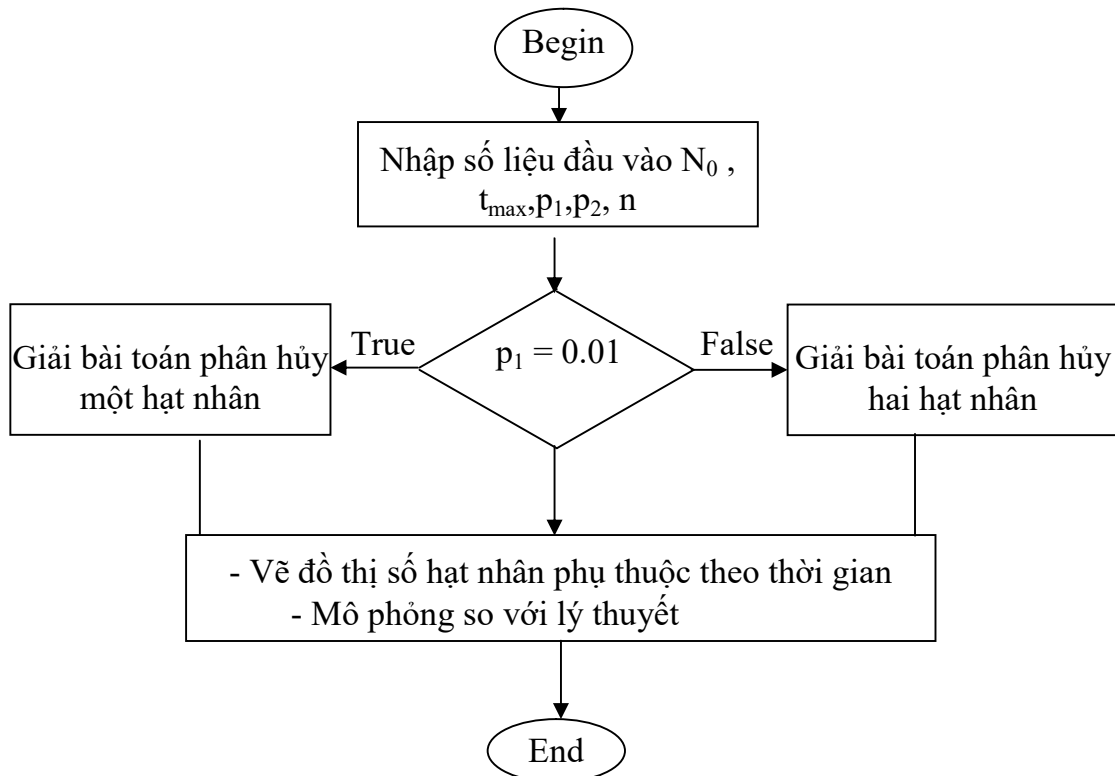 Begin
Nhập số liệu đầu vào N₀ ,
tₘₐₓ,p₁,p₂, n
True
p₁ = 0.01
False
Giải bài toán phân hủy
một hạt nhân
Giải bài toán phân hủy
hai hạt nhân
- Vẽ đồ thị số hạt nhân phụ thuộc theo thời gian
- Mô phỏng so với lý thuyết
End